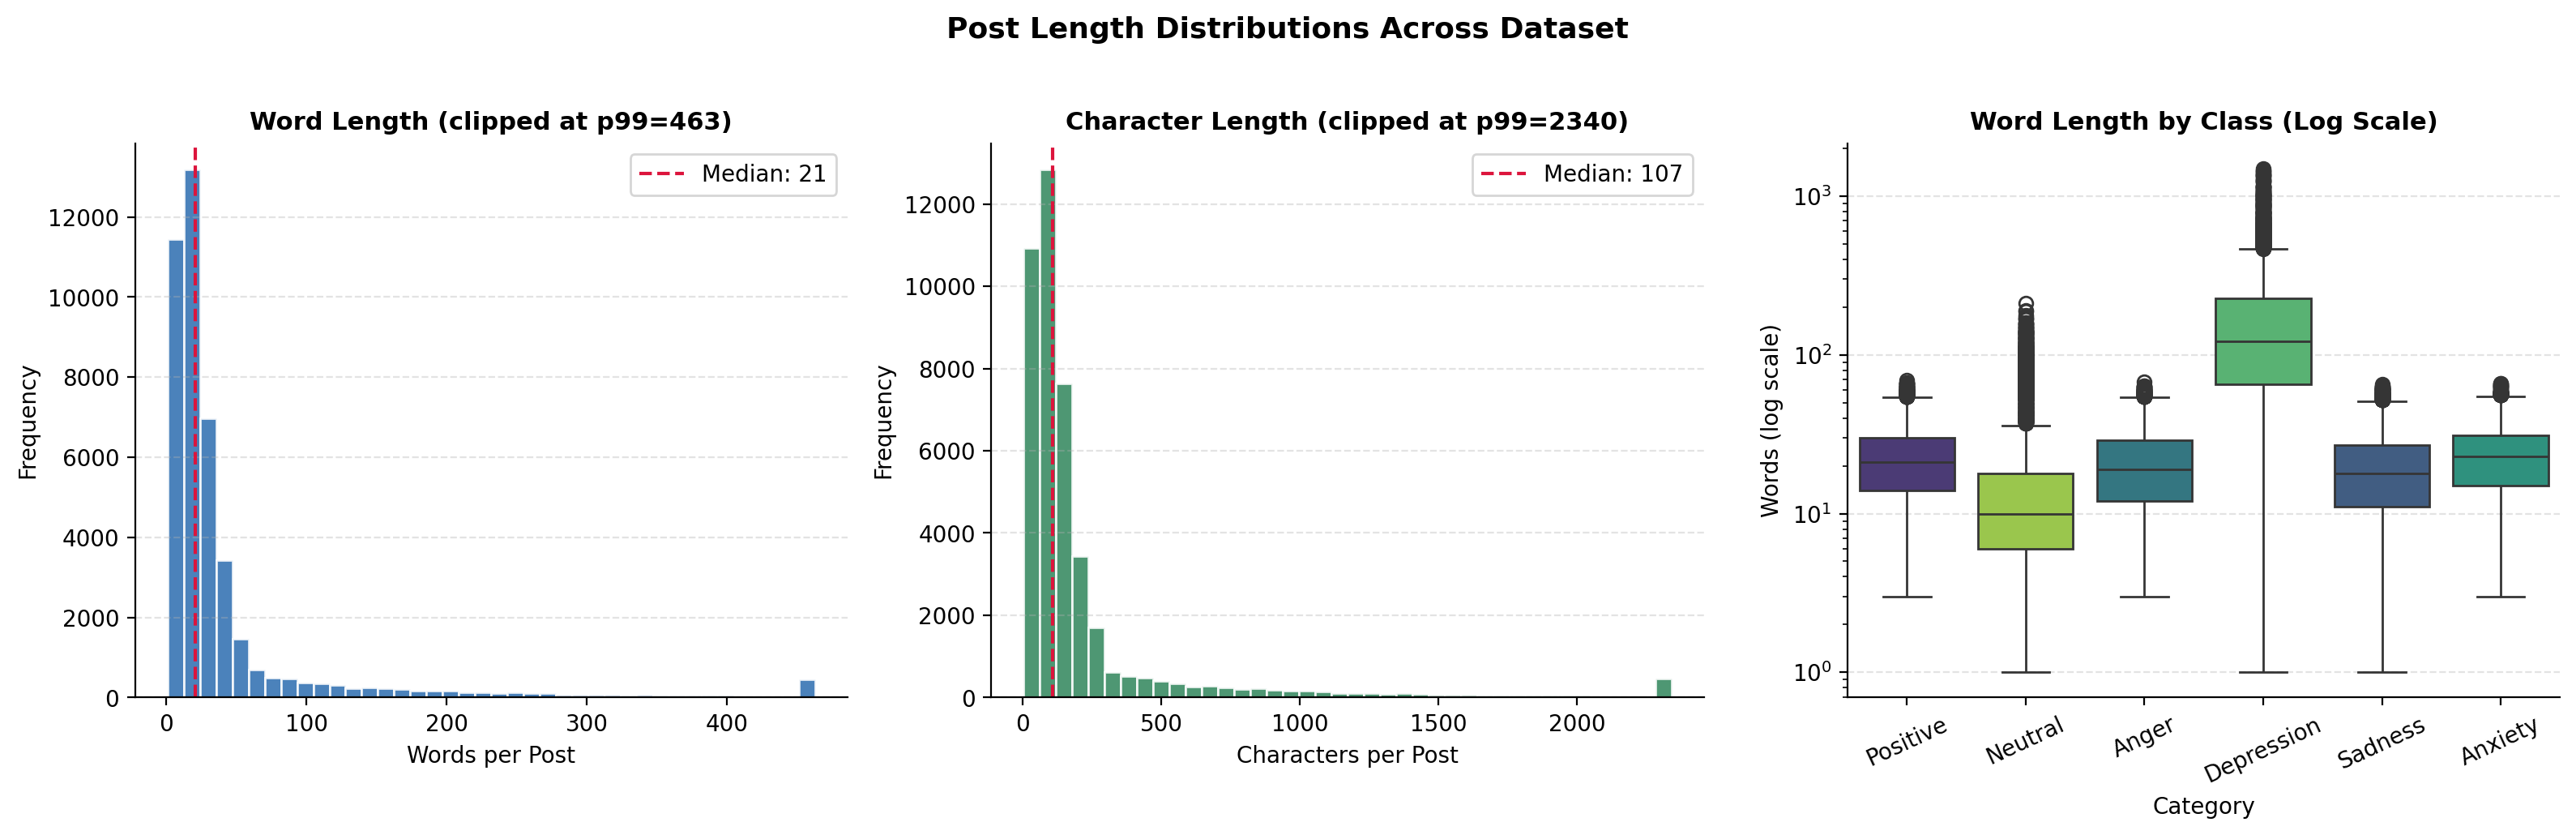 Post Length Distributions Across Dataset
Word Length (clipped at p99=463)
Median: 21
Frequency
12000
10000
8000
6000
4000
2000
0
0 100 200 300 400
Words per Post
Character Length (clipped at p99=2340)
Median: 107
Frequency
12000
10000
8000
6000
4000
2000
0
0 500 1000 1500 2000
Characters per Post
Word Length by Class (Log Scale)
Words (log scale)
10³
10²
10¹
10⁰
Positive Neutral Anger Depression Sadness Anxiety
Category